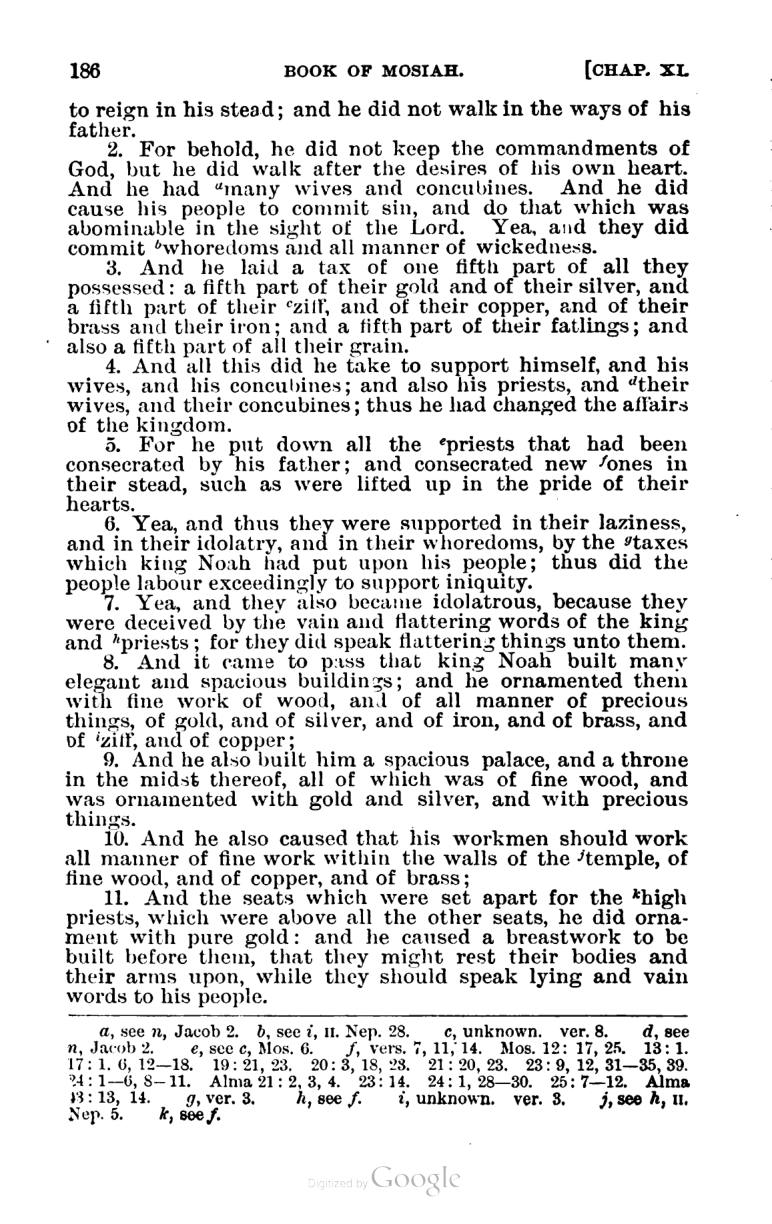 186 BOOK OF MOSIAH. [CHAP. XI.
to reign in his stead; and he did not walk in the ways of his
father.
2. For behold, he did not keep the commandments of
God, but he did walk after the desires of his own heart.
And he had ᵃmany wives and concubines. And he did
cause his people to commit sin, and do that which was
abominable in the sight of the Lord. Yea, and they did
commit ᵇwhoredoms and all manner of wickedness.
3. And he laid a tax of one fifth part of all they
possessed: a fifth part of their gold and of their silver, and
a fifth part of their ᶜziff, and of their copper, and of their
brass and their iron; and a fifth part of their fatlings; and
also a fifth part of all their grain.
4. And all this did he take to support himself, and his
wives, and his concubines; and also his priests, and ᵈtheir
wives, and their concubines; thus he had changed the affairs
of the kingdom.
5. For he put down all the ᵉpriests that had been
consecrated by his father; and consecrated new ᶠones in
their stead, such as were lifted up in the pride of their
hearts.
6. Yea, and thus they were supported in their laziness,
and in their idolatry, and in their whoredoms, by the ᵍtaxes
which king Noah had put upon his people; thus did the
people labour exceedingly to support iniquity.
7. Yea, and they also became idolatrous, because they
were deceived by the vain and flattering words of the king
and ʰpriests; for they did speak flattering things unto them.
8. And it came to pass that king Noah built many
elegant and spacious buildings; and he ornamented them
with fine work of wood, and of all manner of precious
things, of gold, and of silver, and of iron, and of brass, and
of ⁱziff, and of copper;
9. And he also built him a spacious palace, and a throne
in the midst thereof, all of which was of fine wood, and
was ornamented with gold and silver, and with precious
things.
10. And he also caused that his workmen should work
all manner of fine work within the walls of the ʲtemple, of
fine wood, and of copper, and of brass;
11. And the seats which were set apart for the ᵏhigh
priests, which were above all the other seats, he did orna-
ment with pure gold: and he caused a breastwork to be
built before them, that they might rest their bodies and
their arms upon, while they should speak lying and vain
words to his people.
a, see n, Jacob 2. b, see i, II. Nep. 28. c, unknown. ver. 8. d, see
n, Jacob 2. e, see c, Mos. 6. f, vers. 7, 11, 14. Mos. 12: 17, 25. 13: 1.
17: 1. 6, 12—18. 19: 21, 23. 20: 3, 18, 23. 21: 20, 23. 23: 9, 12, 31—35, 39.
24: 1—6, 8—11. Alma 21: 2, 3, 4. 23: 14. 24: 1, 28—30. 25: 7—12. Alma
13: 13, 14. g, ver. 3. h, see f. i, unknown. ver. 3. j, see h, II.
Nep. 5. k, see f.
Digitized by Google